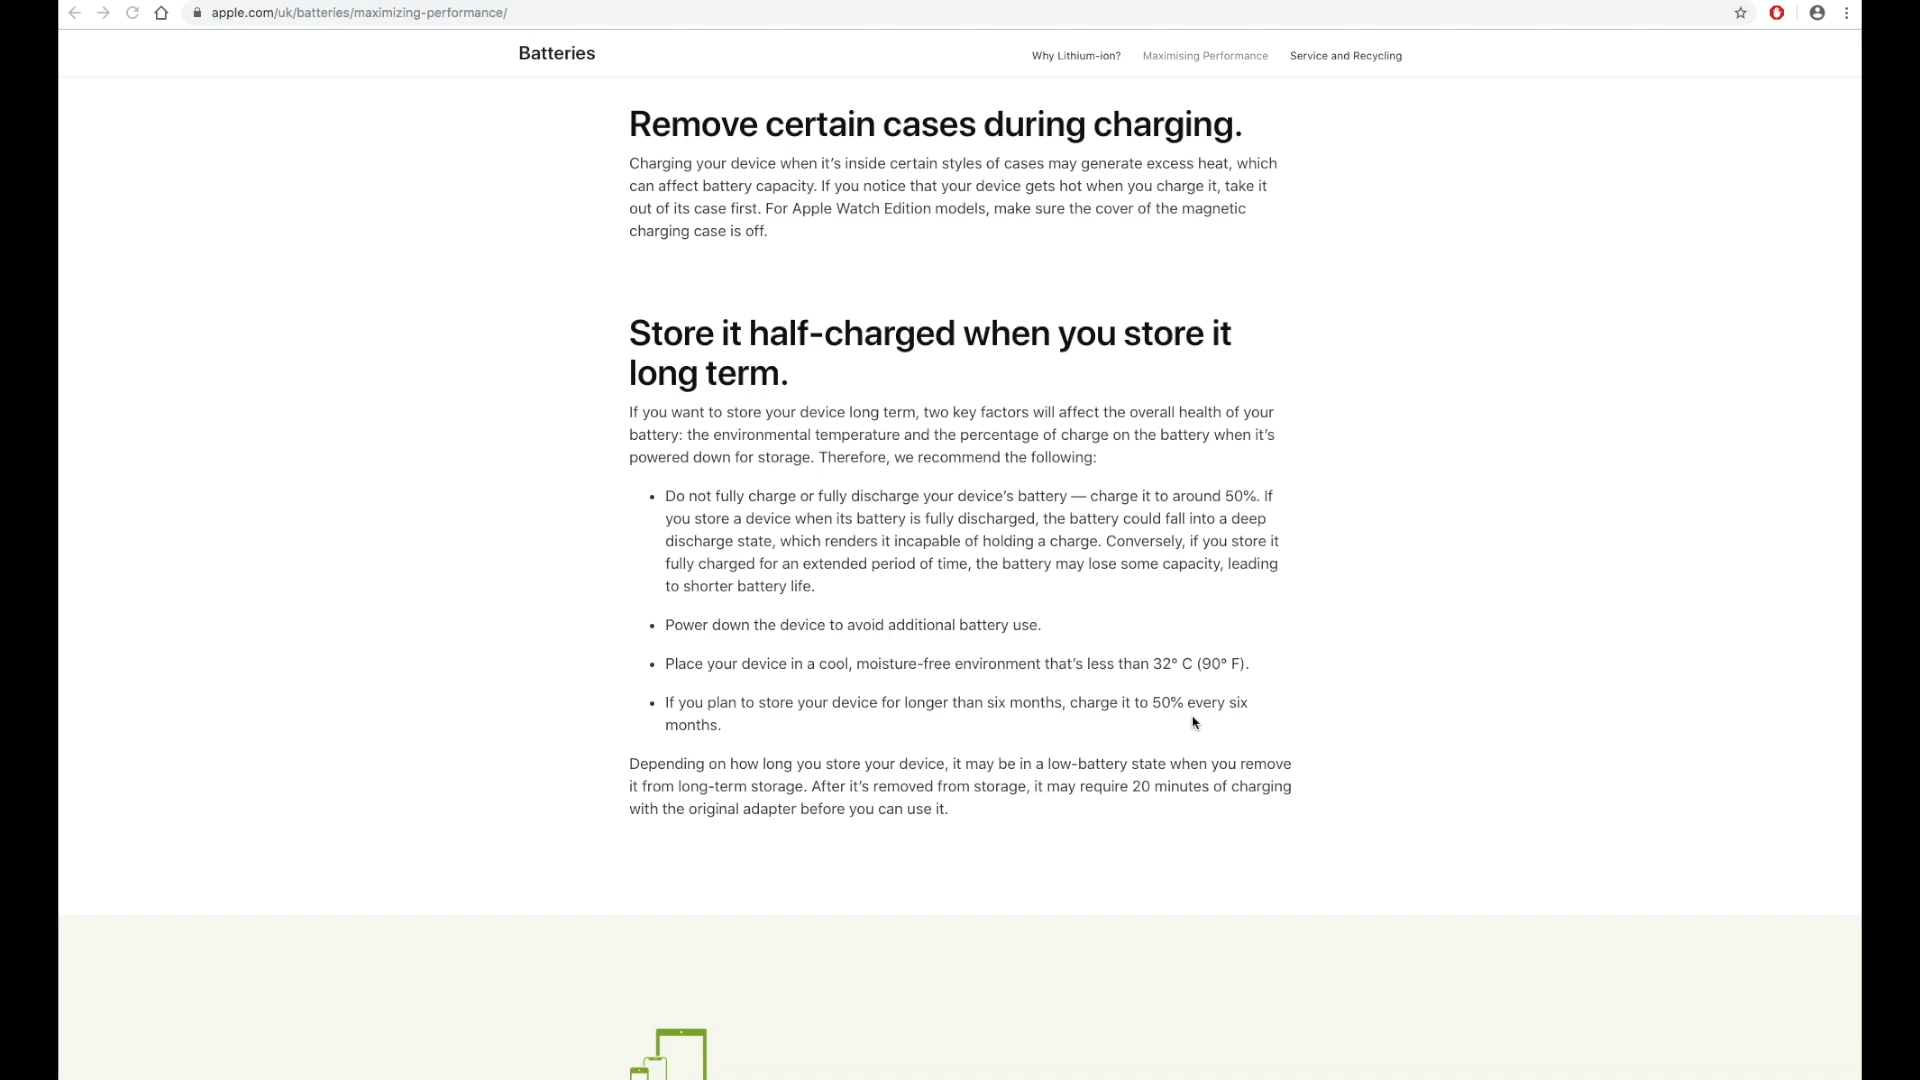 apple.com/uk/batteries/maximizing-performance/
Batteries
Why Lithium-ion?
Maximising Performance
Service and Recycling
Remove certain cases during charging.
Charging your device when it’s inside certain styles of cases may generate excess heat, which
can affect battery capacity. If you notice that your device gets hot when you charge it, take it
out of its case first. For Apple Watch Edition models, make sure the cover of the magnetic
charging case is off.
Store it half-charged when you store it
long term.
If you want to store your device long term, two key factors will affect the overall health of your
battery: the environmental temperature and the percentage of charge on the battery when it’s
powered down for storage. Therefore, we recommend the following:
• Do not fully charge or fully discharge your device’s battery — charge it to around 50%. If
you store a device when its battery is fully discharged, the battery could fall into a deep
discharge state, which renders it incapable of holding a charge. Conversely, if you store it
fully charged for an extended period of time, the battery may lose some capacity, leading
to shorter battery life.
• Power down the device to avoid additional battery use.
• Place your device in a cool, moisture-free environment that’s less than 32° C (90° F).
• If you plan to store your device for longer than six months, charge it to 50% every six
months.
Depending on how long you store your device, it may be in a low-battery state when you remove
it from long-term storage. After it’s removed from storage, it may require 20 minutes of charging
with the original adapter before you can use it.